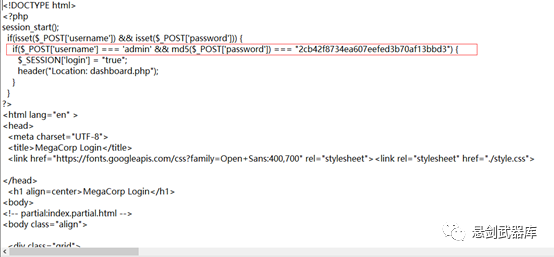 <!DOCTYPE html>
<?php
session_start();
if(isset($_POST['username']) && isset($_POST['password'])) {
if($_POST['username'] === 'admin' && md5($_POST['password']) === "2cb42f8734ea607eefed3b70af13bbd3") {
$_SESSION['login'] = "true";
header("Location: dashboard.php");
}
}
?>
<html lang="en" >
<head>
<meta charset="UTF-8">
<title>MegaCorp Login</title>
<link href="https://fonts.googleapis.com/css?family=Open+Sans:400,700" rel="stylesheet"><link rel="stylesheet" href="./style.css">
</head>
<h1 align=center>MegaCorp Login</h1>
<body>
<!-- partial:index.partial.html -->
<body class="align">
<div class="grid">
悬剑武器库